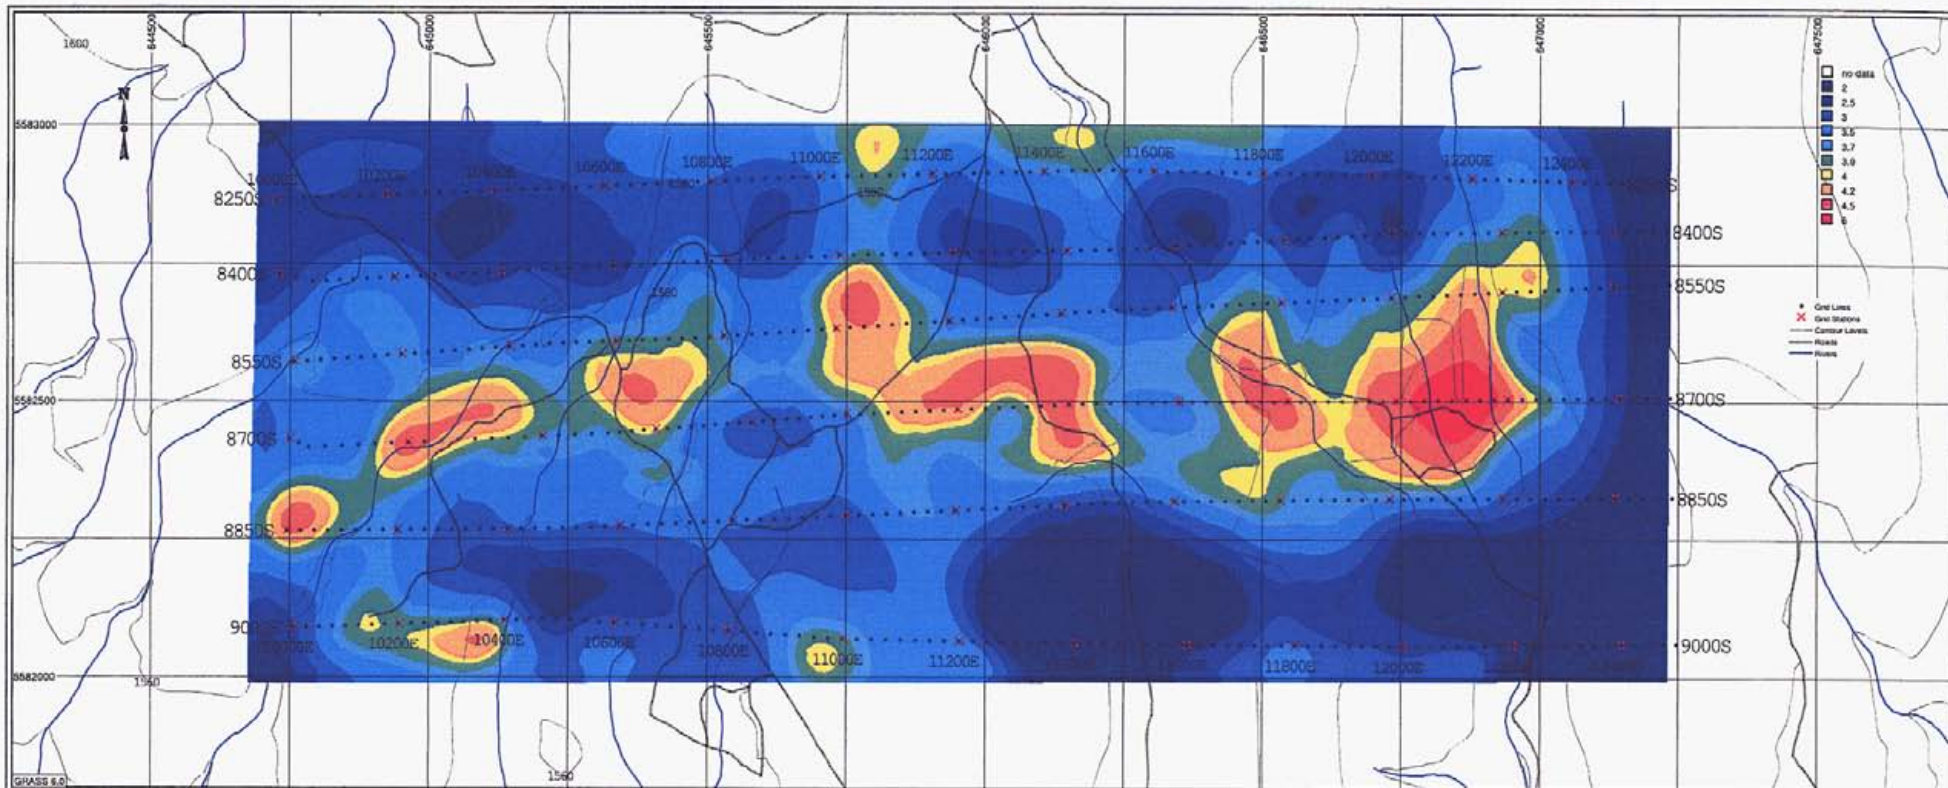 644500
645000
645500
646000
646500
647000
647500
1600
N
no data
2
2.5
3
3.5
3.7
3.9
4
4.2
4.5
6
5583000
10200E
10400E
10600E
10800E
11000E
11200E
11400E
11600E
11800E
12000E
12200E
12400E
8250S
8400S
8400S
1580
8550S
Grid Lines
Grid Stations
Contour Levels
Roads
Rivers
8550S
5582500
8700S
8700S
8850S
8850S
9000S
10200E
10400E
10600E
10800E
11000E
11200E
11800E
12000E
5582000
1560
GRASS 6.0